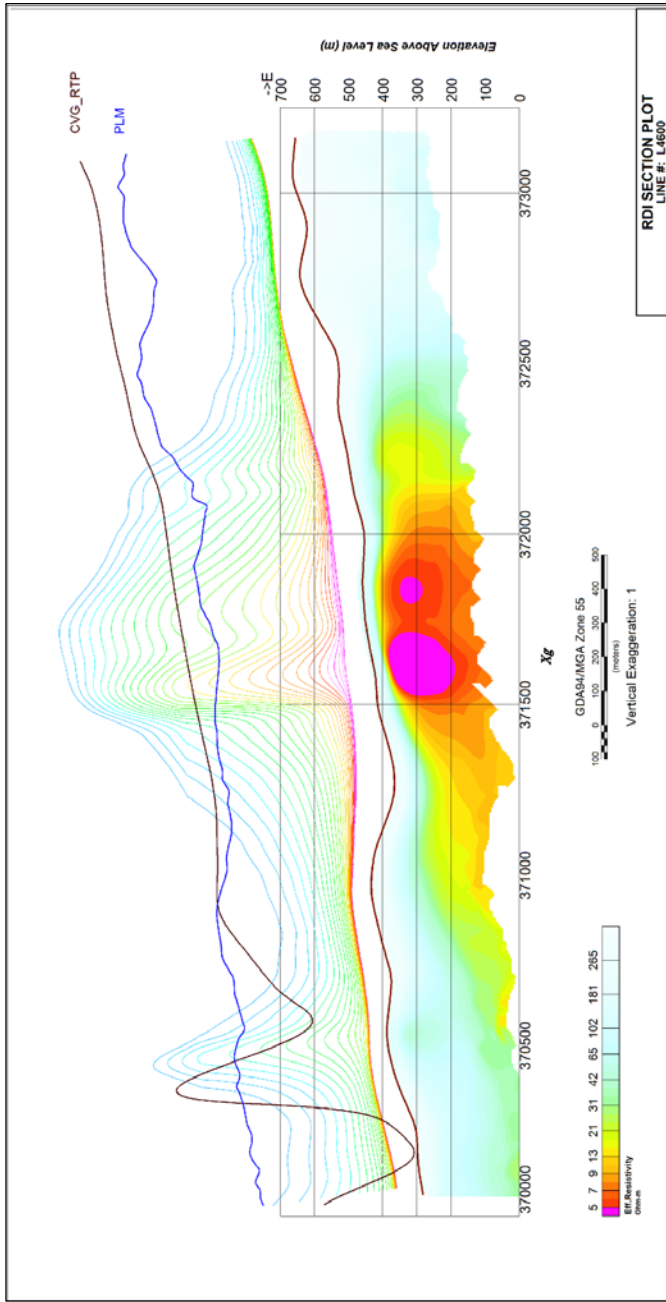 CVG_RTP
PLM
->E
Elevation Above Sea Level (m)
700
600
500
400
300
200
100
0
370000
370500
371000
371500
372000
372500
373000
Xg
GDA94/MGA Zone 55
100 0 100 200 300 400 500
(meters)
Vertical Exaggeration: 1
5 7 9 13 21 31 42 65 102 181 265
Eff.Resistivity
Ohm-m
RDI SECTION PLOT
LINE #: L4600